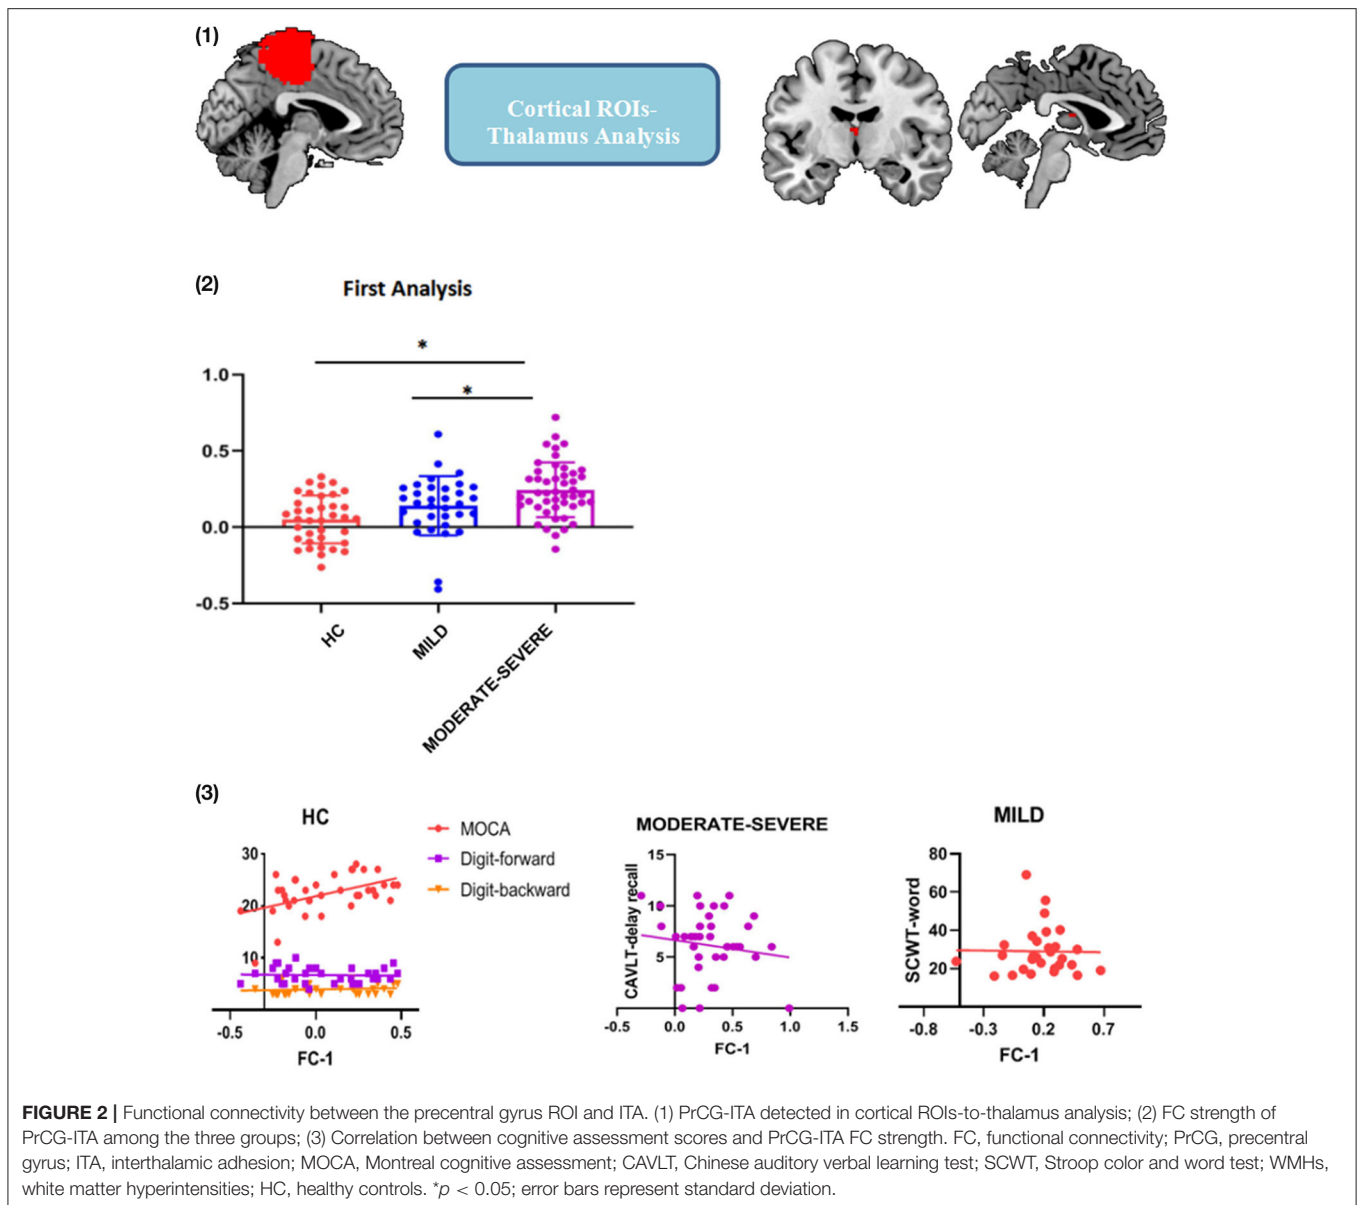 (1)
Cortical ROIs-
Thalamus Analysis
(2)
First Analysis
*
*
1.0
0.5
0.0
-0.5
HC
MILD
MODERATE-SEVERE
(3)
HC
30
20
10
-0.5 0.0 0.5
FC-1
MOCA
Digit-forward
Digit-backward
MODERATE-SEVERE
CAVLT-delay recall
15
10
5
0
-0.5 0.0 0.5 1.0 1.5
FC-1
MILD
SCWT-word
80
60
40
20
-0.8 -0.3 0.2 0.7
FC-1
FIGURE 2 | Functional connectivity between the precentral gyrus ROI and ITA. (1) PrCG-ITA detected in cortical ROIs-to-thalamus analysis; (2) FC strength of
PrCG-ITA among the three groups; (3) Correlation between cognitive assessment scores and PrCG-ITA FC strength. FC, functional connectivity; PrCG, precentral
gyrus; ITA, interthalamic adhesion; MOCA, Montreal cognitive assessment; CAVLT, Chinese auditory verbal learning test; SCWT, Stroop color and word test; WMHs,
white matter hyperintensities; HC, healthy controls. *p < 0.05; error bars represent standard deviation.